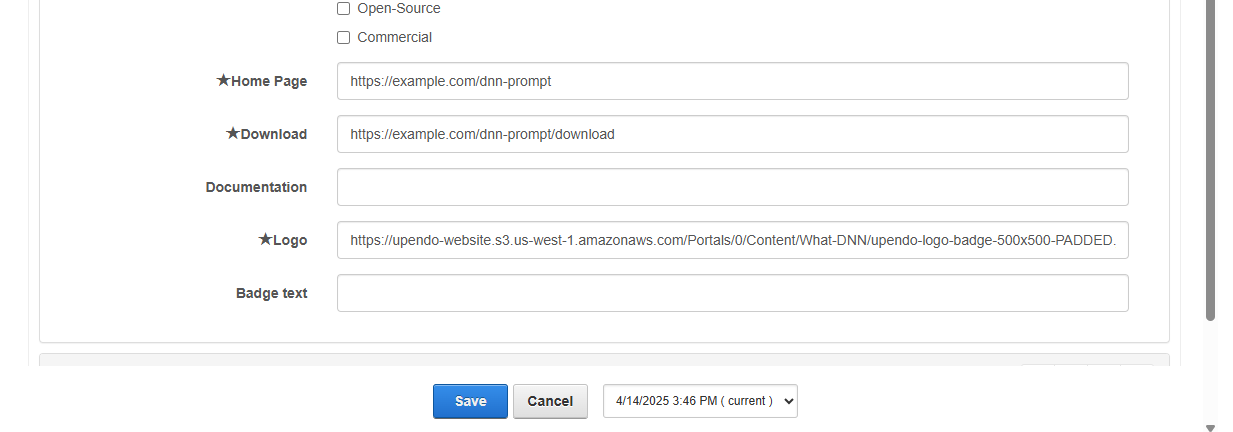 Open-Source
Commercial
★Home Page https://example.com/dnn-prompt
★Download https://example.com/dnn-prompt/download
Documentation
★Logo https://upendo-website.s3.us-west-1.amazonaws.com/Portals/0/Content/What-DNN/upendo-logo-badge-500x500-PADDED.
Badge text
Save Cancel 4/14/2025 3:46 PM ( current )